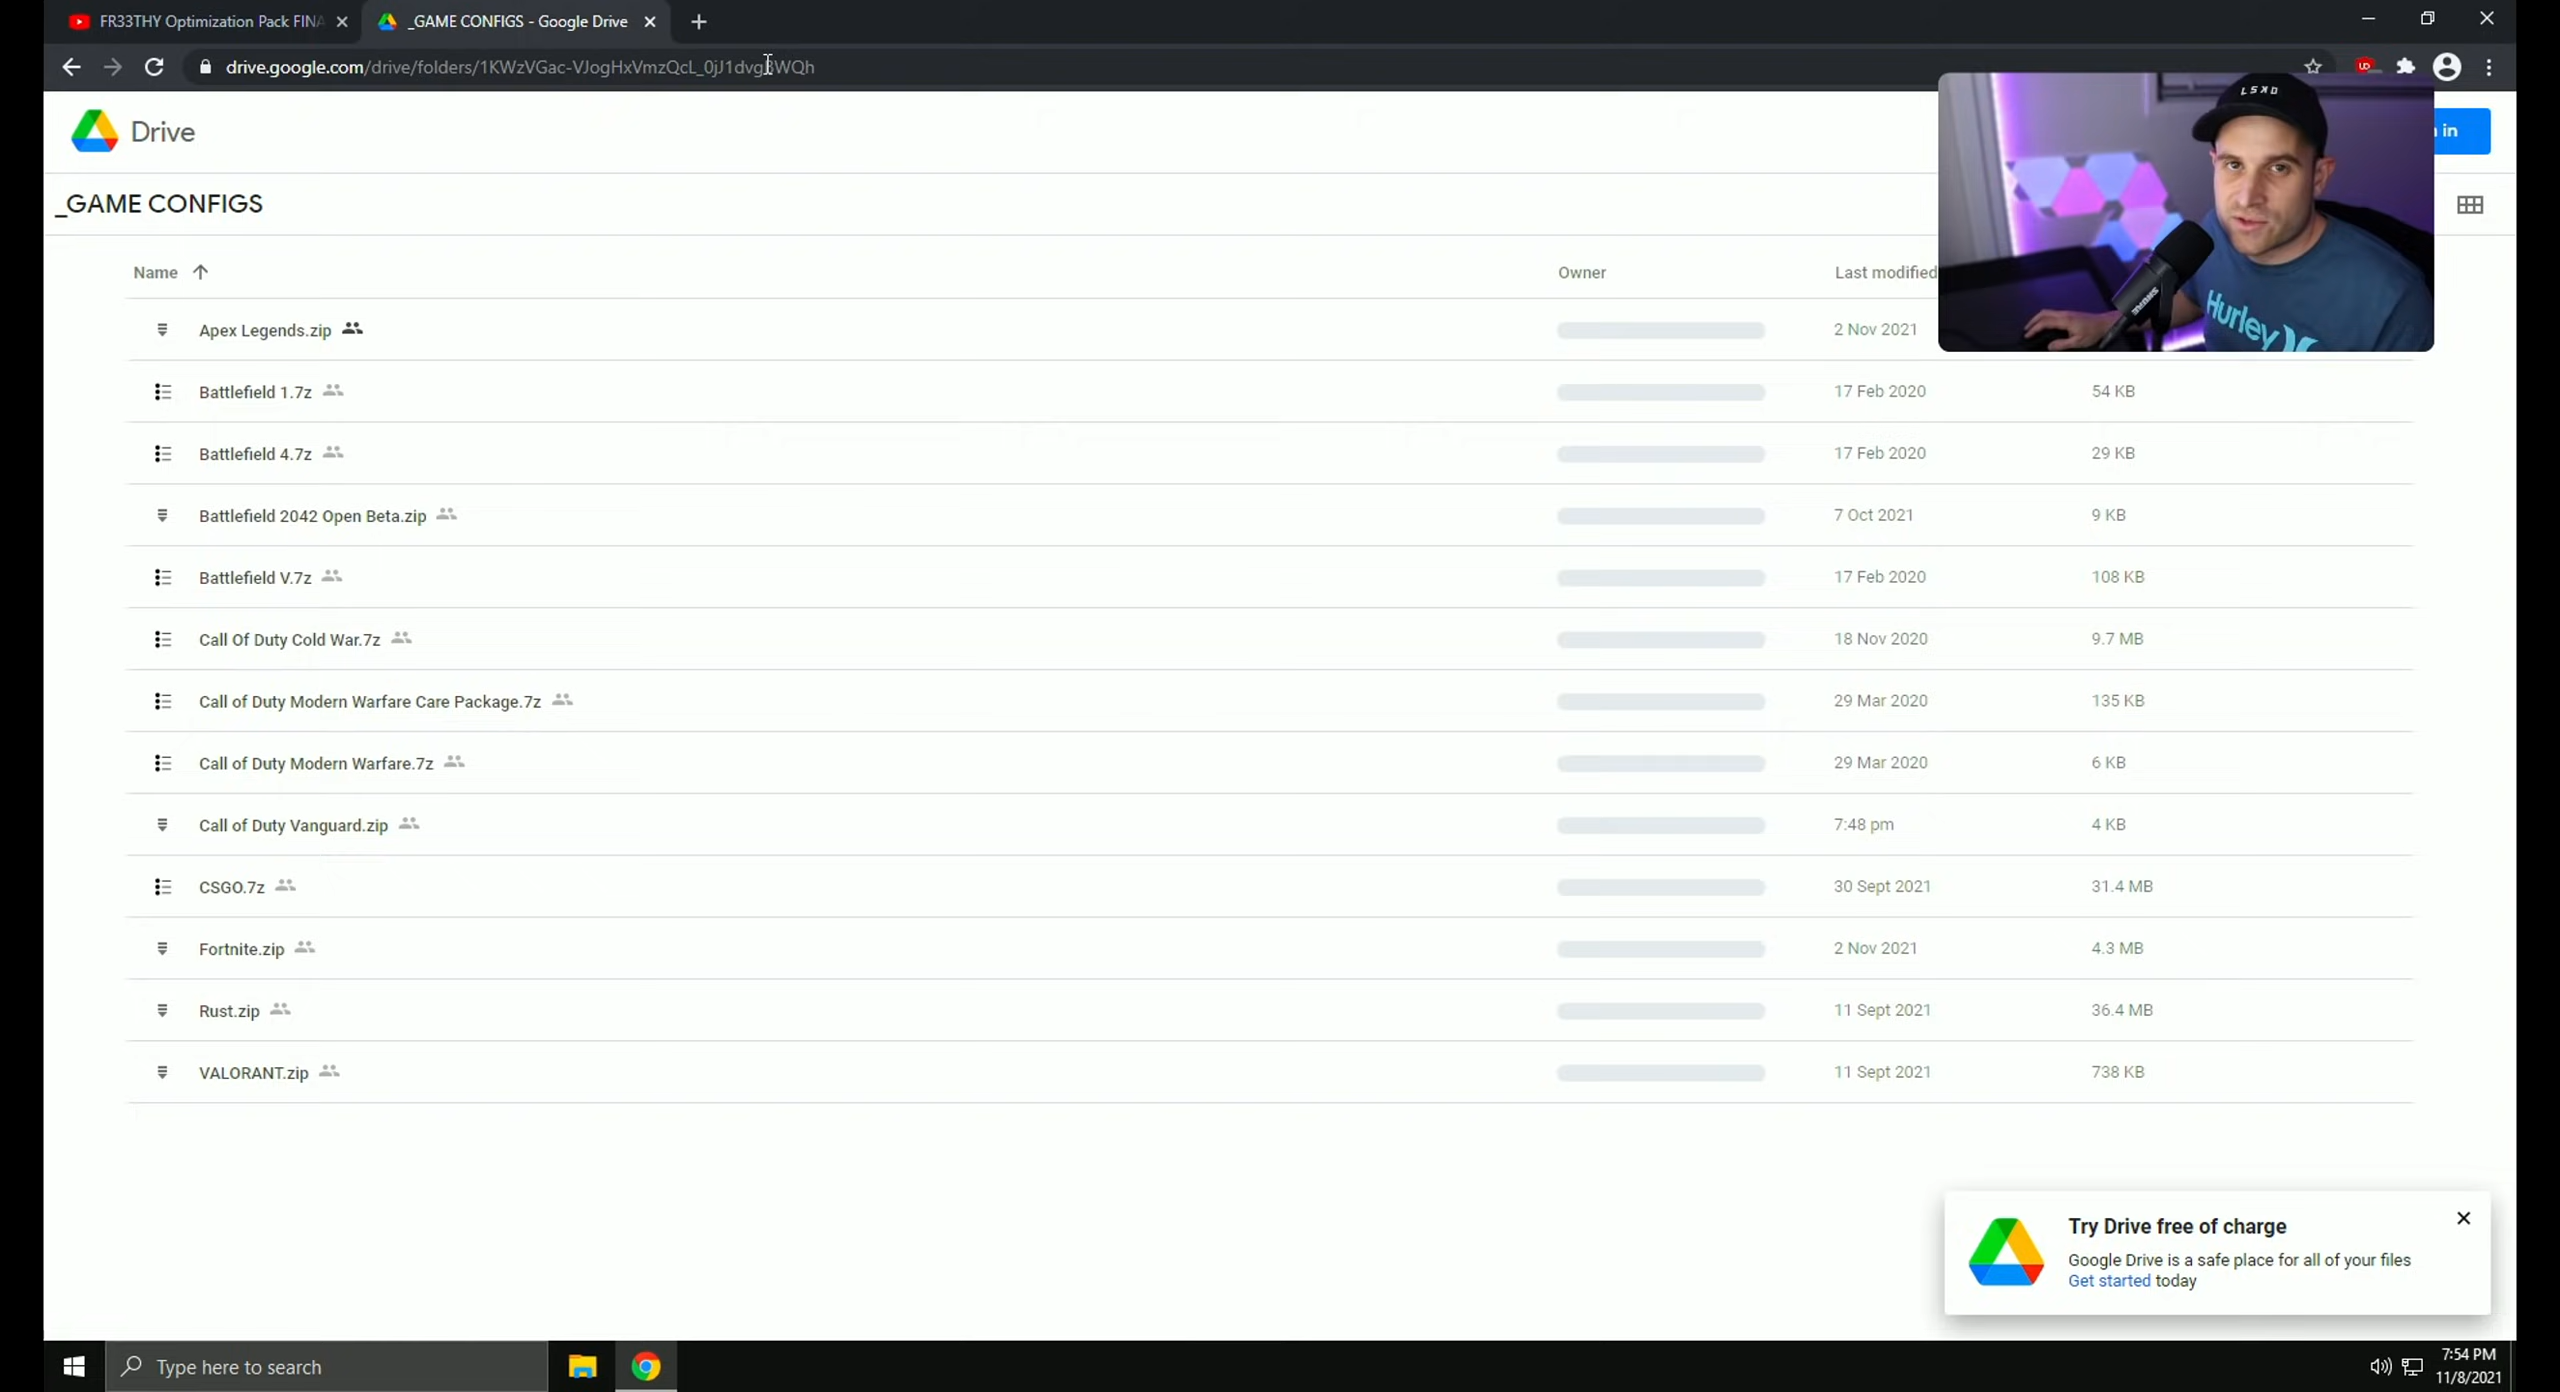 FR33THY Optimization Pack FINA
_GAME CONFIGS - Google Drive
drive.google.com/drive/folders/1KWzVGac-VJogHxVmzQcL_0jJ1dvg3WQh
Drive
in
LSKD
Hurley
SHURE
_GAME CONFIGS
Name Owner Last modified
Apex Legends.zip 2 Nov 2021
Battlefield 1.7z 17 Feb 2020 54 KB
Battlefield 4.7z 17 Feb 2020 29 KB
Battlefield 2042 Open Beta.zip 7 Oct 2021 9 KB
Battlefield V.7z 17 Feb 2020 108 KB
Call Of Duty Cold War.7z 18 Nov 2020 9.7 MB
Call of Duty Modern Warfare Care Package.7z 29 Mar 2020 135 KB
Call of Duty Modern Warfare.7z 29 Mar 2020 6 KB
Call of Duty Vanguard.zip 7:48 pm 4 KB
CSGO.7z 30 Sept 2021 31.4 MB
Fortnite.zip 2 Nov 2021 4.3 MB
Rust.zip 11 Sept 2021 36.4 MB
VALORANT.zip 11 Sept 2021 738 KB
Try Drive free of charge
Google Drive is a safe place for all of your files
Get started today
Type here to search
7:54 PM
11/8/2021